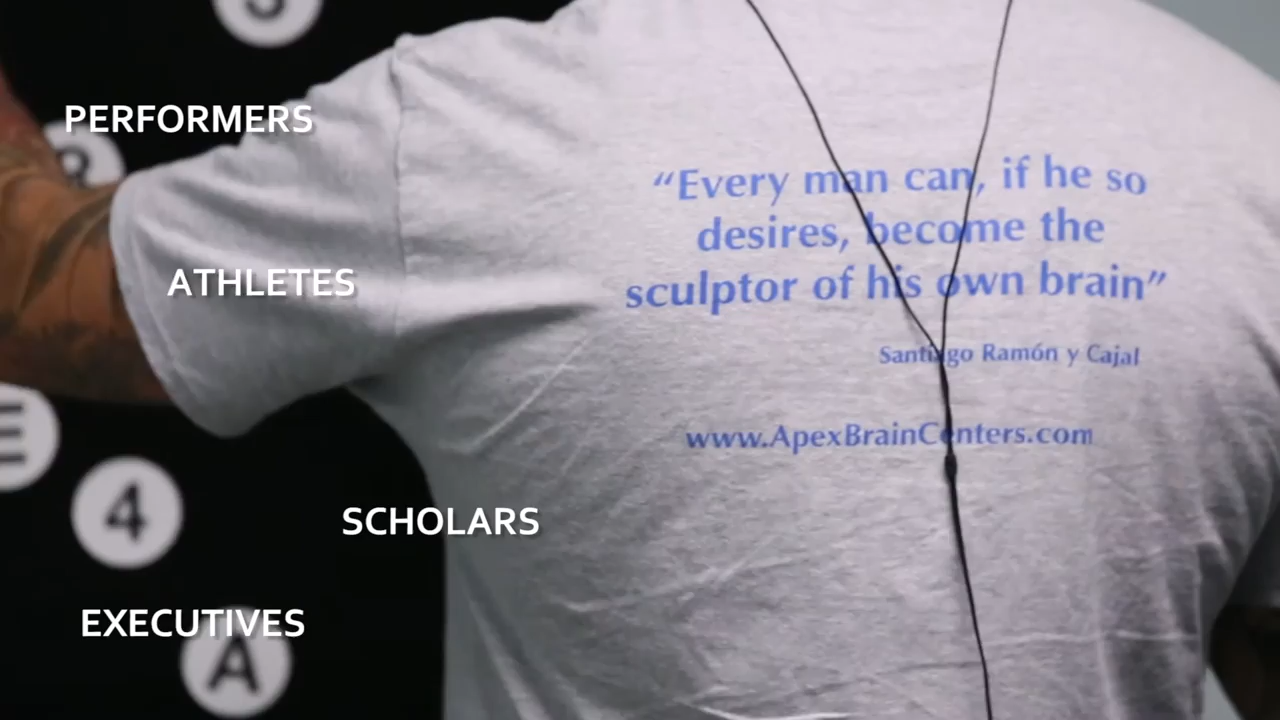 PERFORMERS
ATHLETES
SCHOLARS
EXECUTIVES
“Every man can, if he so
desires, become the
sculptor of his own brain”
Santiago Ramón y Cajal
www.ApexBrainCenters.com
4
A